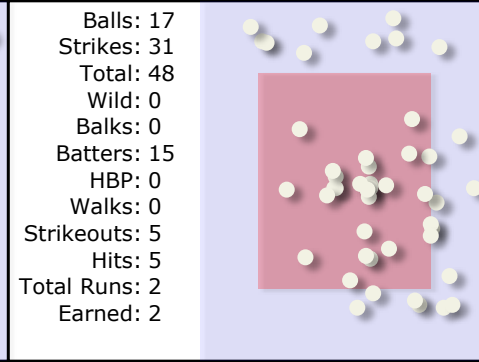 Balls: 17
Strikes: 31
Total: 48
Wild: 0
Balks: 0
Batters: 15
HBP: 0
Walks: 0
Strikeouts: 5
Hits: 5
Total Runs: 2
Earned: 2